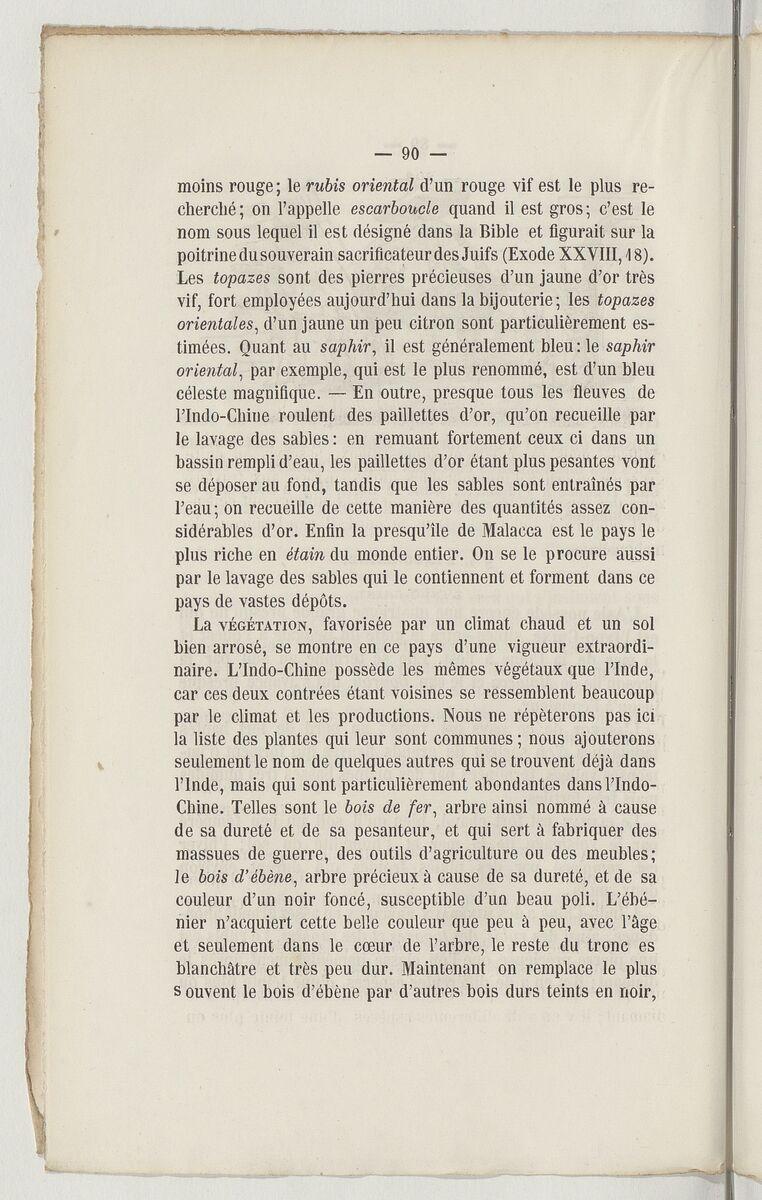 — 90 —
moins rouge; le rubis oriental d'un rouge vif est le plus re-
cherché; on l'appelle escarboucle quand il est gros; c'est le
nom sous lequel il est désigné dans la Bible et figurait sur la
poitrine du souverain sacrificateur des Juifs (Exode XXVIII, 18).
Les topazes sont des pierres précieuses d'un jaune d'or très
vif, fort employées aujourd'hui dans la bijouterie; les topazes
orientales, d'un jaune un peu citron sont particulièrement es-
timées. Quant au saphir, il est généralement bleu: le saphir
oriental, par exemple, qui est le plus renommé, est d'un bleu
céleste magnifique. — En outre, presque tous les fleuves de
l'Indo-Chine roulent des paillettes d'or, qu'on recueille par
le lavage des sables: en remuant fortement ceux ci dans un
bassin rempli d'eau, les paillettes d'or étant plus pesantes vont
se déposer au fond, tandis que les sables sont entraînés par
l'eau; on recueille de cette manière des quantités assez con-
sidérables d'or. Enfin la presqu'île de Malacca est le pays le
plus riche en étain du monde entier. On se le procure aussi
par le lavage des sables qui le contiennent et forment dans ce
pays de vastes dépôts.
La VÉGÉTATION, favorisée par un climat chaud et un sol
bien arrosé, se montre en ce pays d'une vigueur extraordi-
naire. L'Indo-Chine possède les mêmes végétaux que l'Inde,
car ces deux contrées étant voisines se ressemblent beaucoup
par le climat et les productions. Nous ne répèterons pas ici
la liste des plantes qui leur sont communes; nous ajouterons
seulement le nom de quelques autres qui se trouvent déjà dans
l'Inde, mais qui sont particulièrement abondantes dans l'Indo-
Chine. Telles sont le bois de fer, arbre ainsi nommé à cause
de sa dureté et de sa pesanteur, et qui sert à fabriquer des
massues de guerre, des outils d'agriculture ou des meubles;
le bois d'ébène, arbre précieux à cause de sa dureté, et de sa
couleur d'un noir foncé, susceptible d'un beau poli. L'ébé-
nier n'acquiert cette belle couleur que peu à peu, avec l'âge
et seulement dans le cœur de l'arbre, le reste du tronc es
blanchâtre et très peu dur. Maintenant on remplace le plus
s ouvent le bois d'ébène par d'autres bois durs teints en noir,